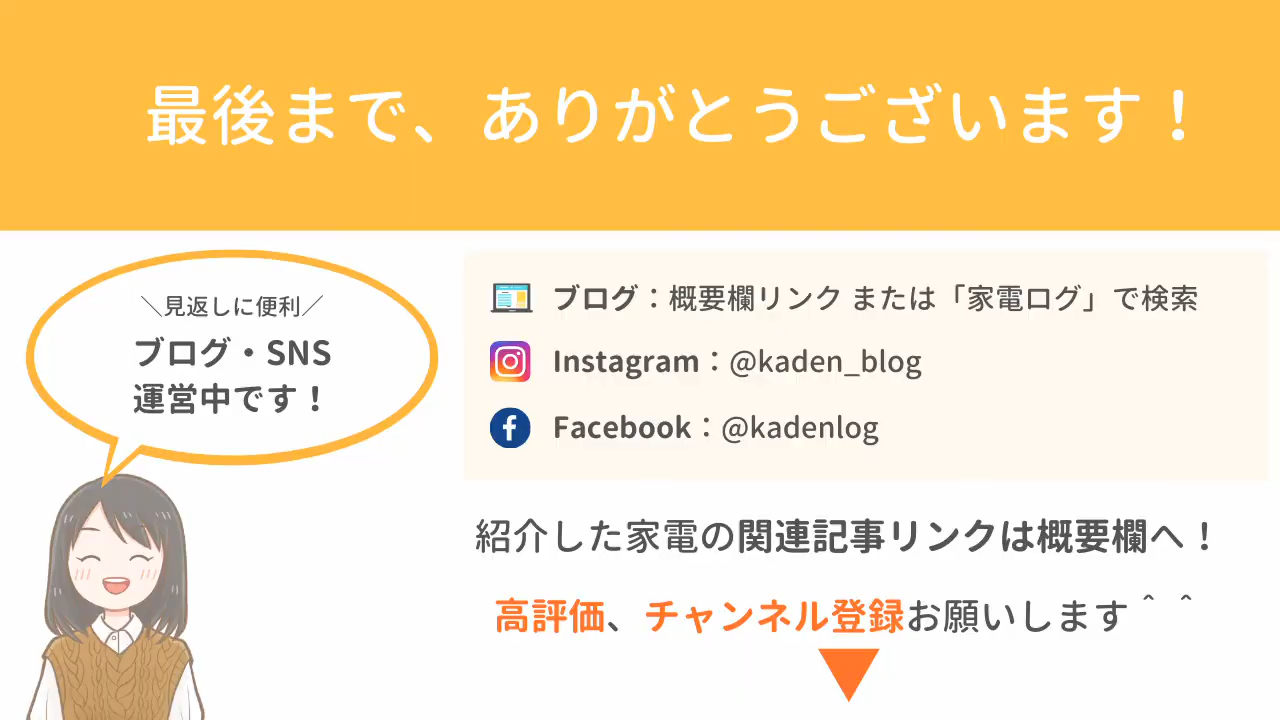 最後まで、ありがとうございます！
＼見返しに便利／
ブログ・SNS
運営中です！
ブログ：概要欄リンク または「家電ログ」で検索
Instagram：@kaden_blog
Facebook：@kadenlog
紹介した家電の関連記事リンクは概要欄へ！
高評価、チャンネル登録お願いします＾＾